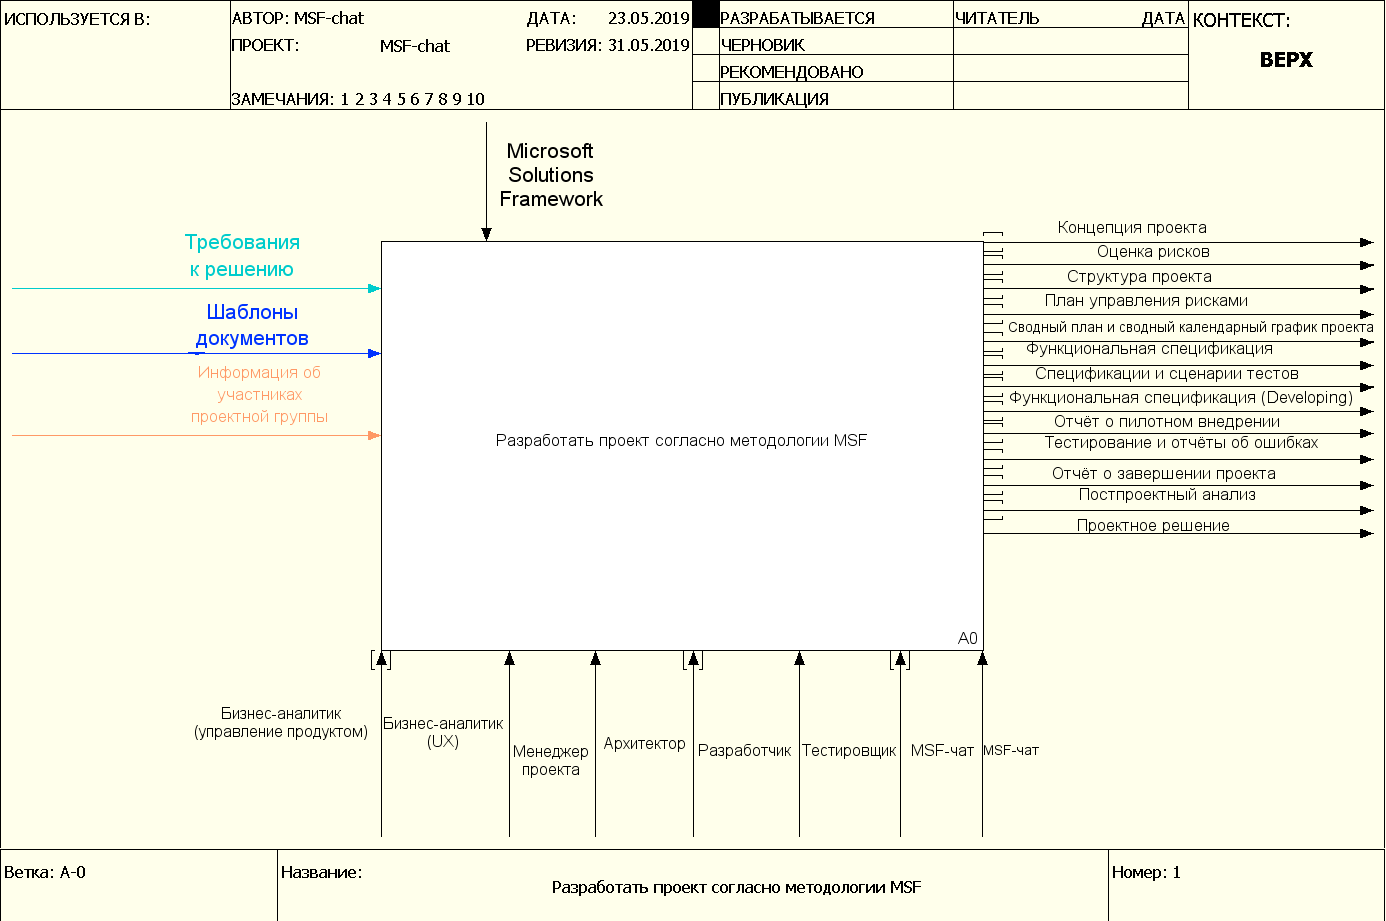 ИСПОЛЬЗУЕТСЯ В:
АВТОР: MSF-chat
ДАТА: 23.05.2019
ПРОЕКТ: MSF-chat
РЕВИЗИЯ: 31.05.2019
ЗАМЕЧАНИЯ: 1 2 3 4 5 6 7 8 9 10
РАЗРАБАТЫВАЕТСЯ
ЧЕРНОВИК
РЕКОМЕНДОВАНО
ПУБЛИКАЦИЯ
ЧИТАТЕЛЬ
ДАТА
КОНТЕКСТ:
ВЕРХ
Microsoft
Solutions
Framework
Требования
к решению
Шаблоны
документов
Информация об
участниках
проектной группы
Разработать проект согласно методологии MSF
A0
Концепция проекта
Оценка рисков
Структура проекта
План управления рисками
Сводный план и сводный календарный график проекта
Функциональная спецификация
Спецификации и сценарии тестов
Функциональная спецификация (Developing)
Отчёт о пилотном внедрении
Тестирование и отчёты об ошибках
Отчёт о завершении проекта
Постпроектный анализ
Проектное решение
Бизнес-аналитик
(управление продуктом)
Бизнес-аналитик
(UX)
Менеджер
проекта
Архитектор
Разработчик
Тестировщик
MSF-чат
MSF-чат
Ветка: A-0
Название:
Разработать проект согласно методологии MSF
Номер: 1